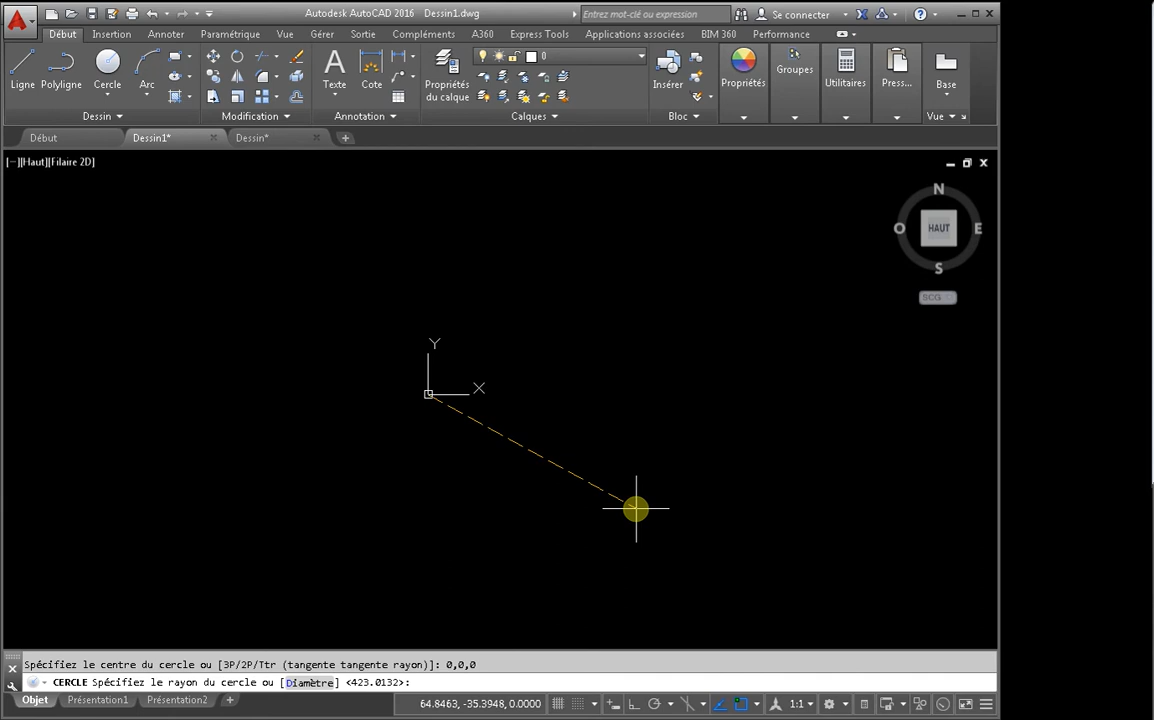 Autodesk AutoCAD 2016 Dessin1.dwg
Entrez mot-clé ou expression
Se connecter
Début Insertion Annoter Paramétrique Vue Gérer Sortie Compléments A360 Express Tools Applications associées BIM 360 Performance
0
Ligne Polyligne Cercle Arc
Texte Cote
Propriétés du calque
Insérer
Propriétés
Groupes
Utilitaires
Press...
Base
Dessin Modification Annotation Calques Bloc Vue
Début Dessin1* Dessin*
[−][Haut][Filaire 2D]
N
O HAUT E
S
SCG
Y
X
Spécifiez le centre du cercle ou [3P/2P/Ttr (tangente tangente rayon)]: 0,0,0
CERCLE Spécifiez le rayon du cercle ou [Diamètre] <423.0132>:
Objet Présentation1 Présentation2 +
64.8463, -35.3948, 0.0000
1:1